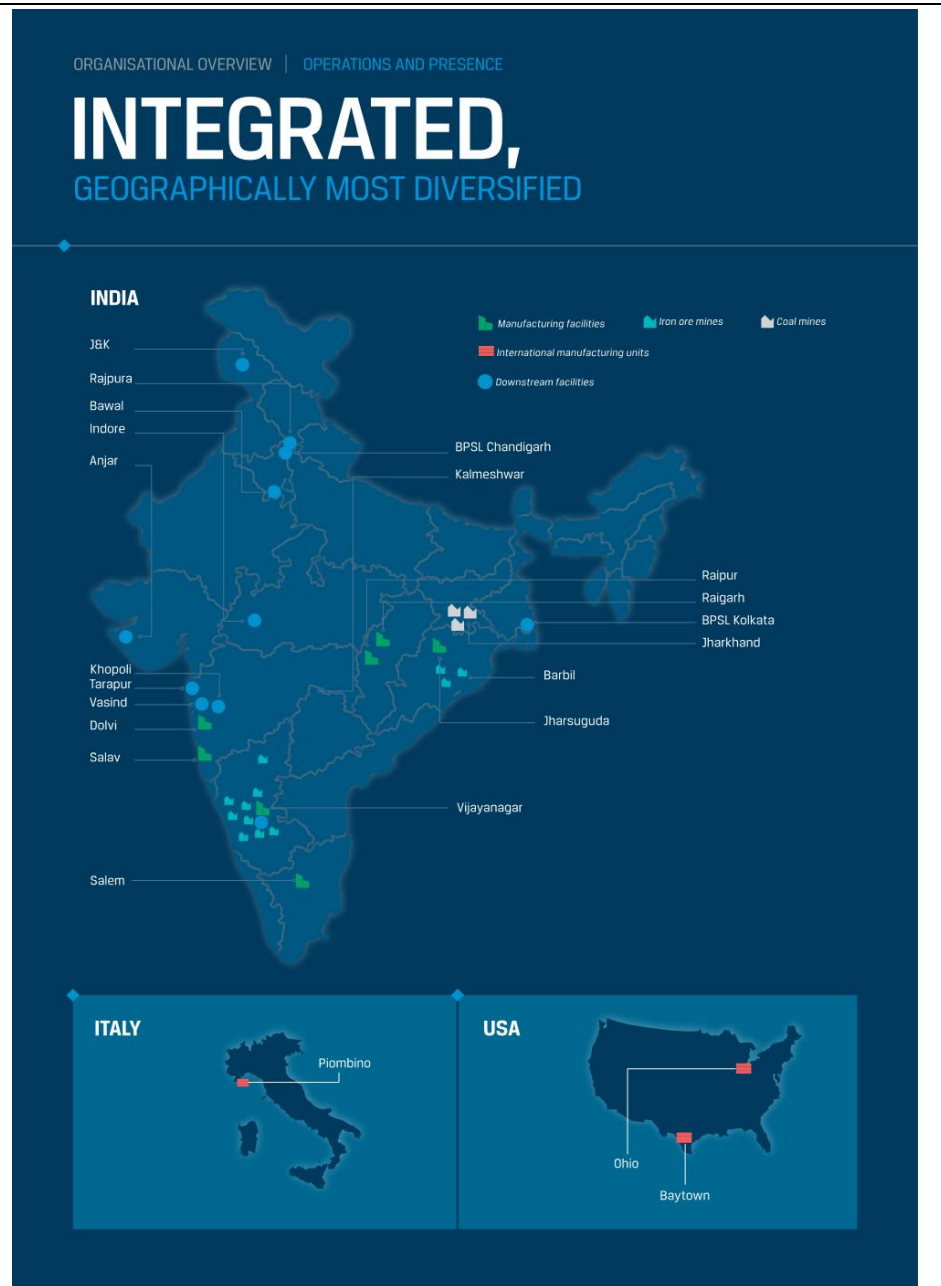 ORGANISATIONAL OVERVIEW | OPERATIONS AND PRESENCE
INTEGRATED,
GEOGRAPHICALLY MOST DIVERSIFIED
INDIA
Manufacturing facilities
Iron ore mines
Coal mines
International manufacturing units
Downstream facilities
J&K
Rajpura
Bawal
Indore
Anjar
BPSL Chandigarh
Kalmeshwar
Raipur
Raigarh
BPSL Kolkata
Jharkhand
Khopoli
Tarapur
Vasind
Dolvi
Salav
Barbil
Jharsuguda
Vijayanagar
Salem
ITALY
Piombino
USA
Ohio
Baytown